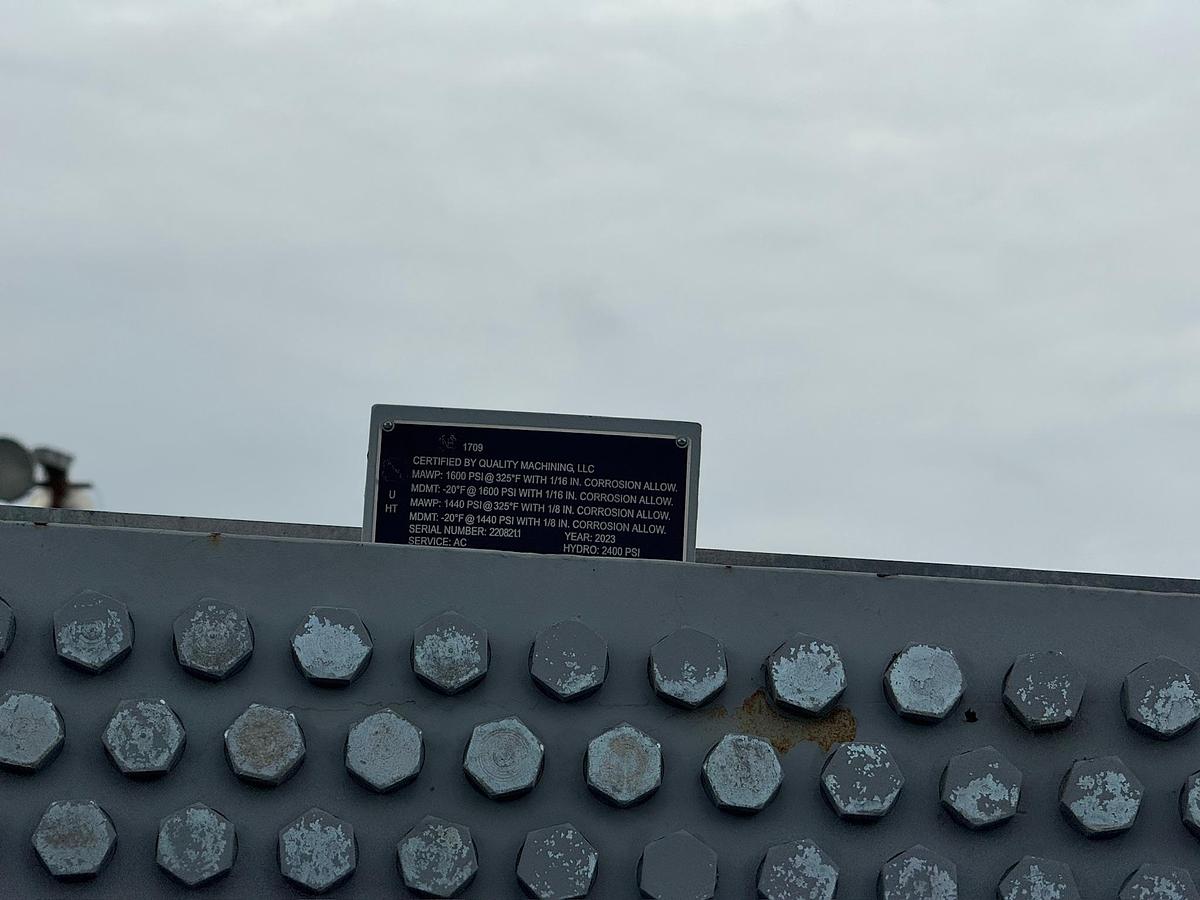 1709
CERTIFIED BY QUALITY MACHINING, LLC
MAWP: 1600 PSI@325°F WITH 1/16 IN. CORROSION ALLOW.
MDMT: -20°F@1600 PSI WITH 1/16 IN. CORROSION ALLOW.
U
MAWP: 1440 PSI@325°F WITH 1/8 IN. CORROSION ALLOW.
HT
MDMT: -20°F@1440 PSI WITH 1/8 IN. CORROSION ALLOW.
SERIAL NUMBER: YEAR: 2023
SERVICE: AC HYDRO: 2400 PSI